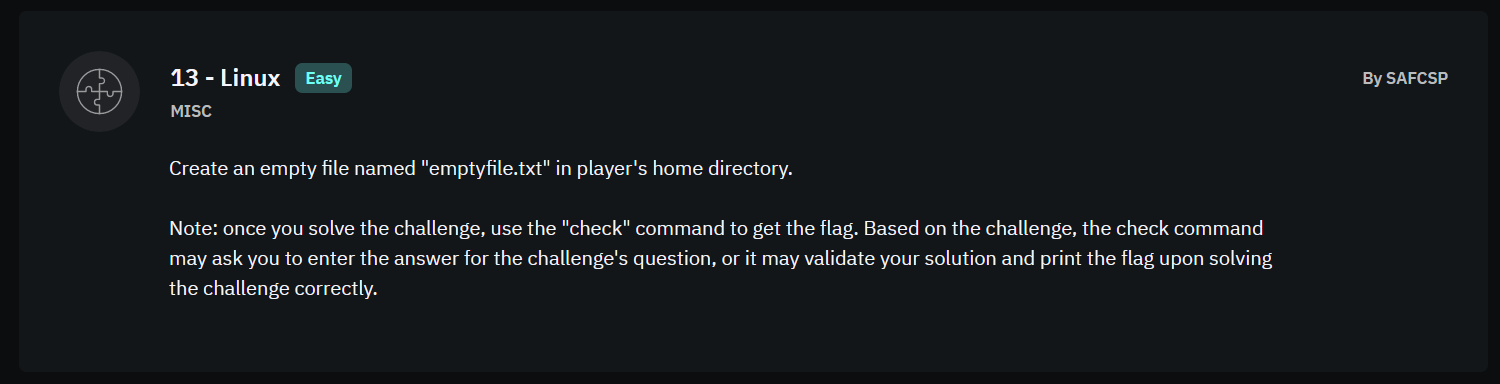 13 - Linux Easy
By SAFCSP
MISC
Create an empty file named "emptyfile.txt" in player's home directory.
Note: once you solve the challenge, use the "check" command to get the flag. Based on the challenge, the check command
may ask you to enter the answer for the challenge's question, or it may validate your solution and print the flag upon solving
the challenge correctly.